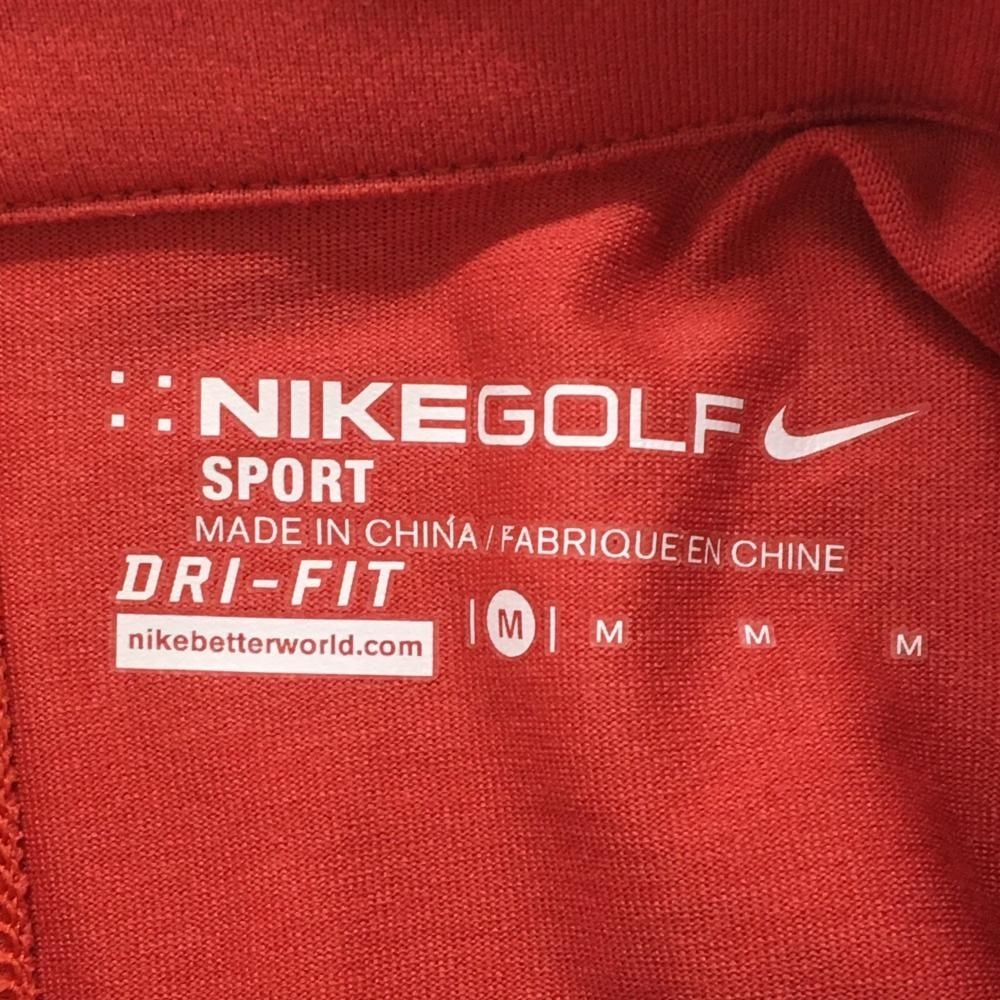 NIKEGOLF
SPORT
MADE IN CHINA / FABRIQUE EN CHINE
DRI-FIT
nikebetterworld.com | M | M M M